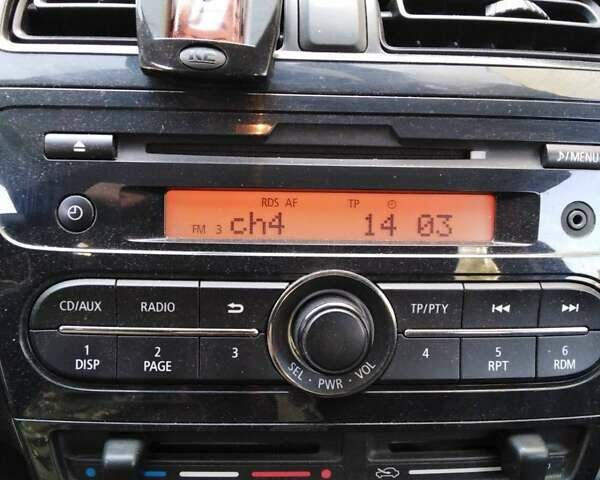 NE
♪/MENU
RDS AF TP
FM 3 ch4 14 03
CD/AUX RADIO TP/PTY
1 DISP 2 PAGE 3 4 5 RPT 6 RDM
SEL · PWR · VOL